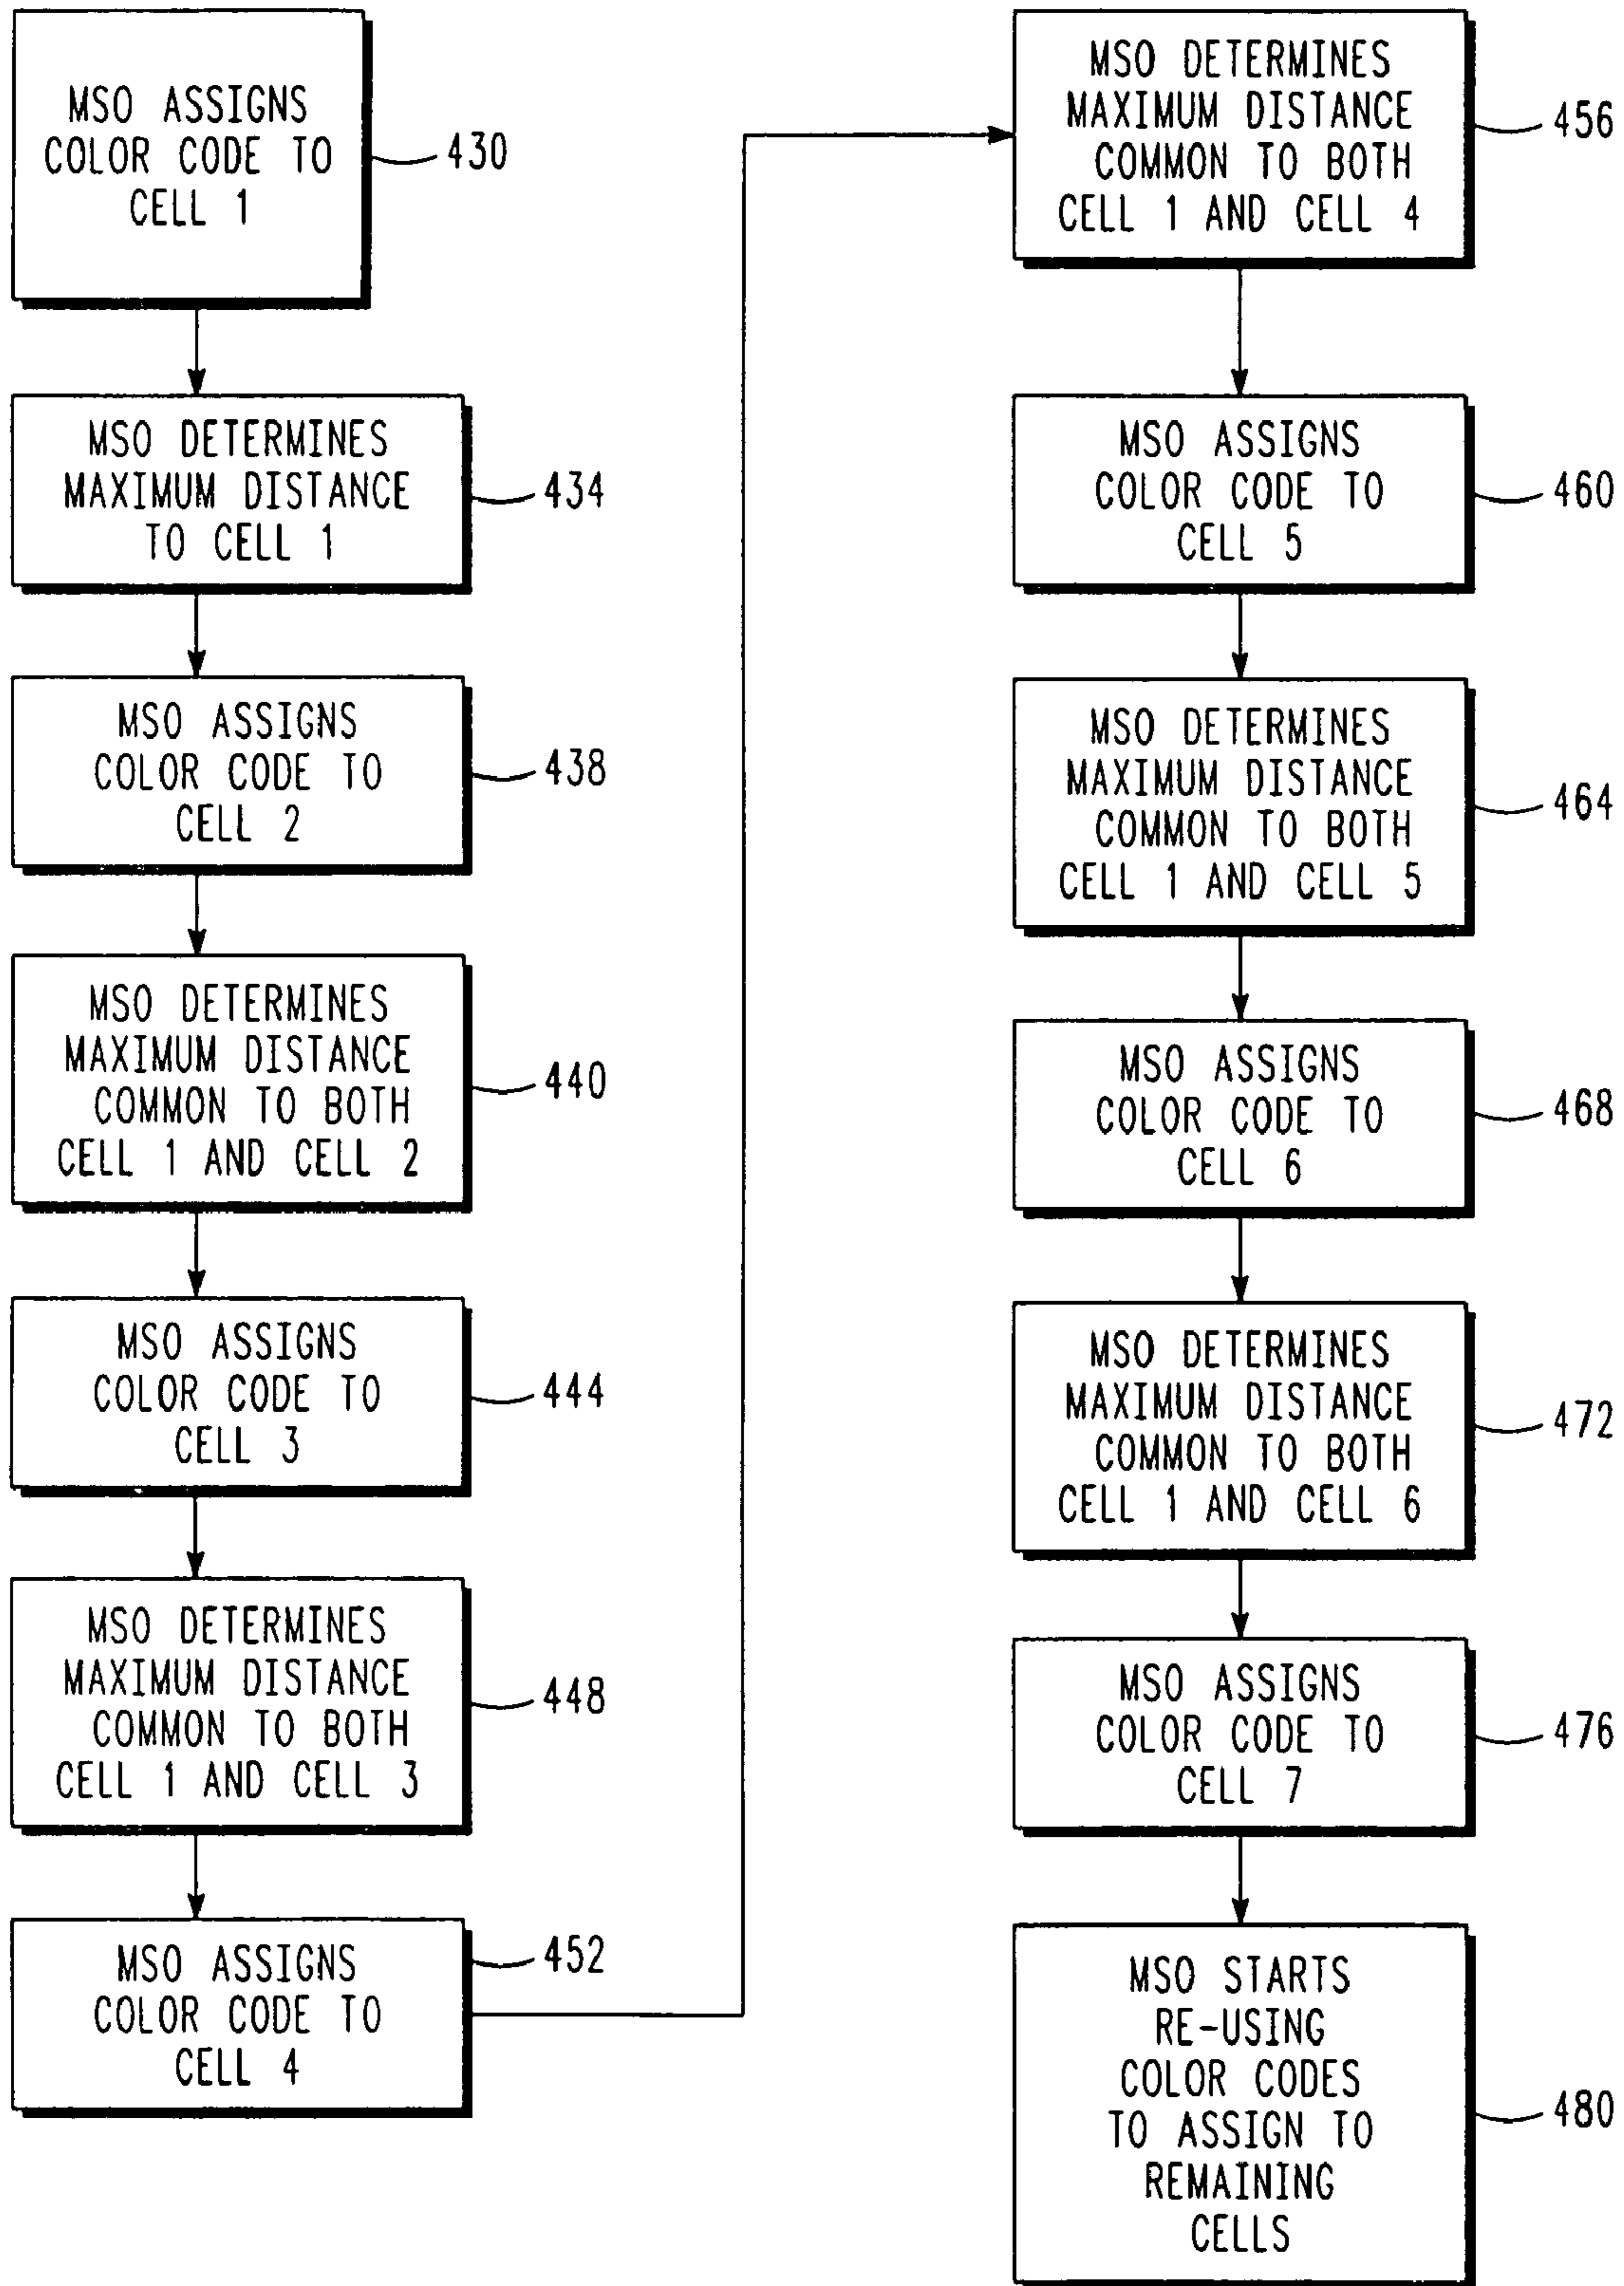 MSO ASSIGNS
COLOR CODE TO
CELL 1
430
MSO DETERMINES
MAXIMUM DISTANCE
TO CELL 1
434
MSO ASSIGNS
COLOR CODE TO
CELL 2
438
MSO DETERMINES
MAXIMUM DISTANCE
COMMON TO BOTH
CELL 1 AND CELL 2
440
MSO ASSIGNS
COLOR CODE TO
CELL 3
444
MSO DETERMINES
MAXIMUM DISTANCE
COMMON TO BOTH
CELL 1 AND CELL 3
448
MSO ASSIGNS
COLOR CODE TO
CELL 4
452
MSO DETERMINES
MAXIMUM DISTANCE
COMMON TO BOTH
CELL 1 AND CELL 4
456
MSO ASSIGNS
COLOR CODE TO
CELL 5
460
MSO DETERMINES
MAXIMUM DISTANCE
COMMON TO BOTH
CELL 1 AND CELL 5
464
MSO ASSIGNS
COLOR CODE TO
CELL 6
468
MSO DETERMINES
MAXIMUM DISTANCE
COMMON TO BOTH
CELL 1 AND CELL 6
472
MSO ASSIGNS
COLOR CODE TO
CELL 7
476
MSO STARTS
RE-USING
COLOR CODES
TO ASSIGN TO
REMAINING
CELLS
480